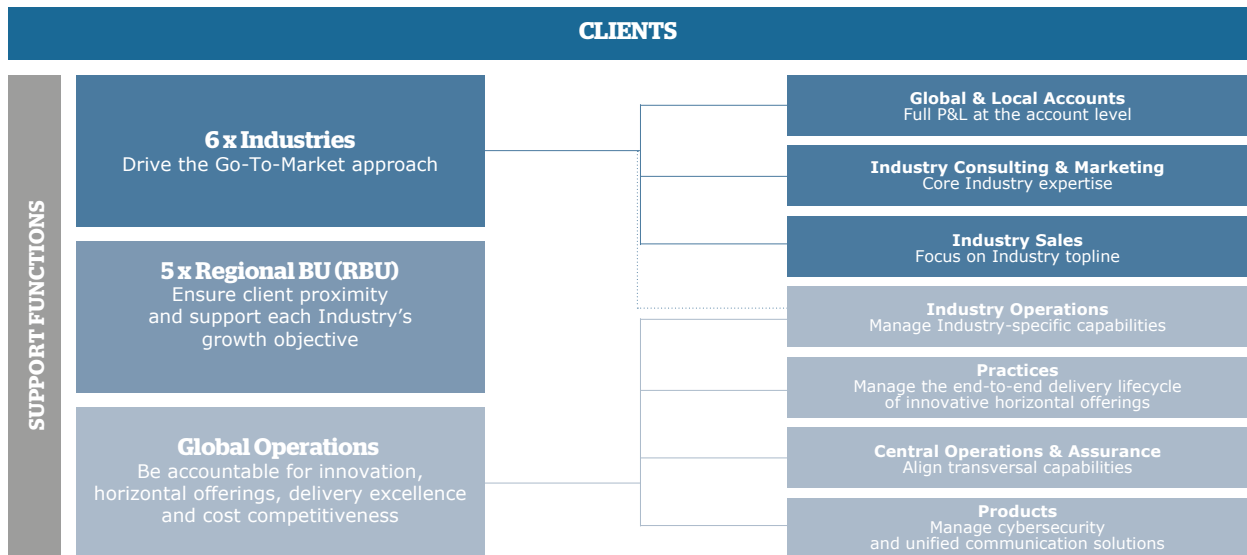 CLIENTS
SUPPORT FUNCTIONS
6 x Industries
Drive the Go-To-Market approach
5 x Regional BU (RBU)
Ensure client proximity
and support each Industry’s
growth objective
Global Operations
Be accountable for innovation,
horizontal offerings, delivery excellence
and cost competitiveness
Global & Local Accounts
Full P&L at the account level
Industry Consulting & Marketing
Core Industry expertise
Industry Sales
Focus on Industry topline
Industry Operations
Manage Industry-specific capabilities
Practices
Manage the end-to-end delivery lifecycle
of innovative horizontal offerings
Central Operations & Assurance
Align transversal capabilities
Products
Manage cybersecurity
and unified communication solutions